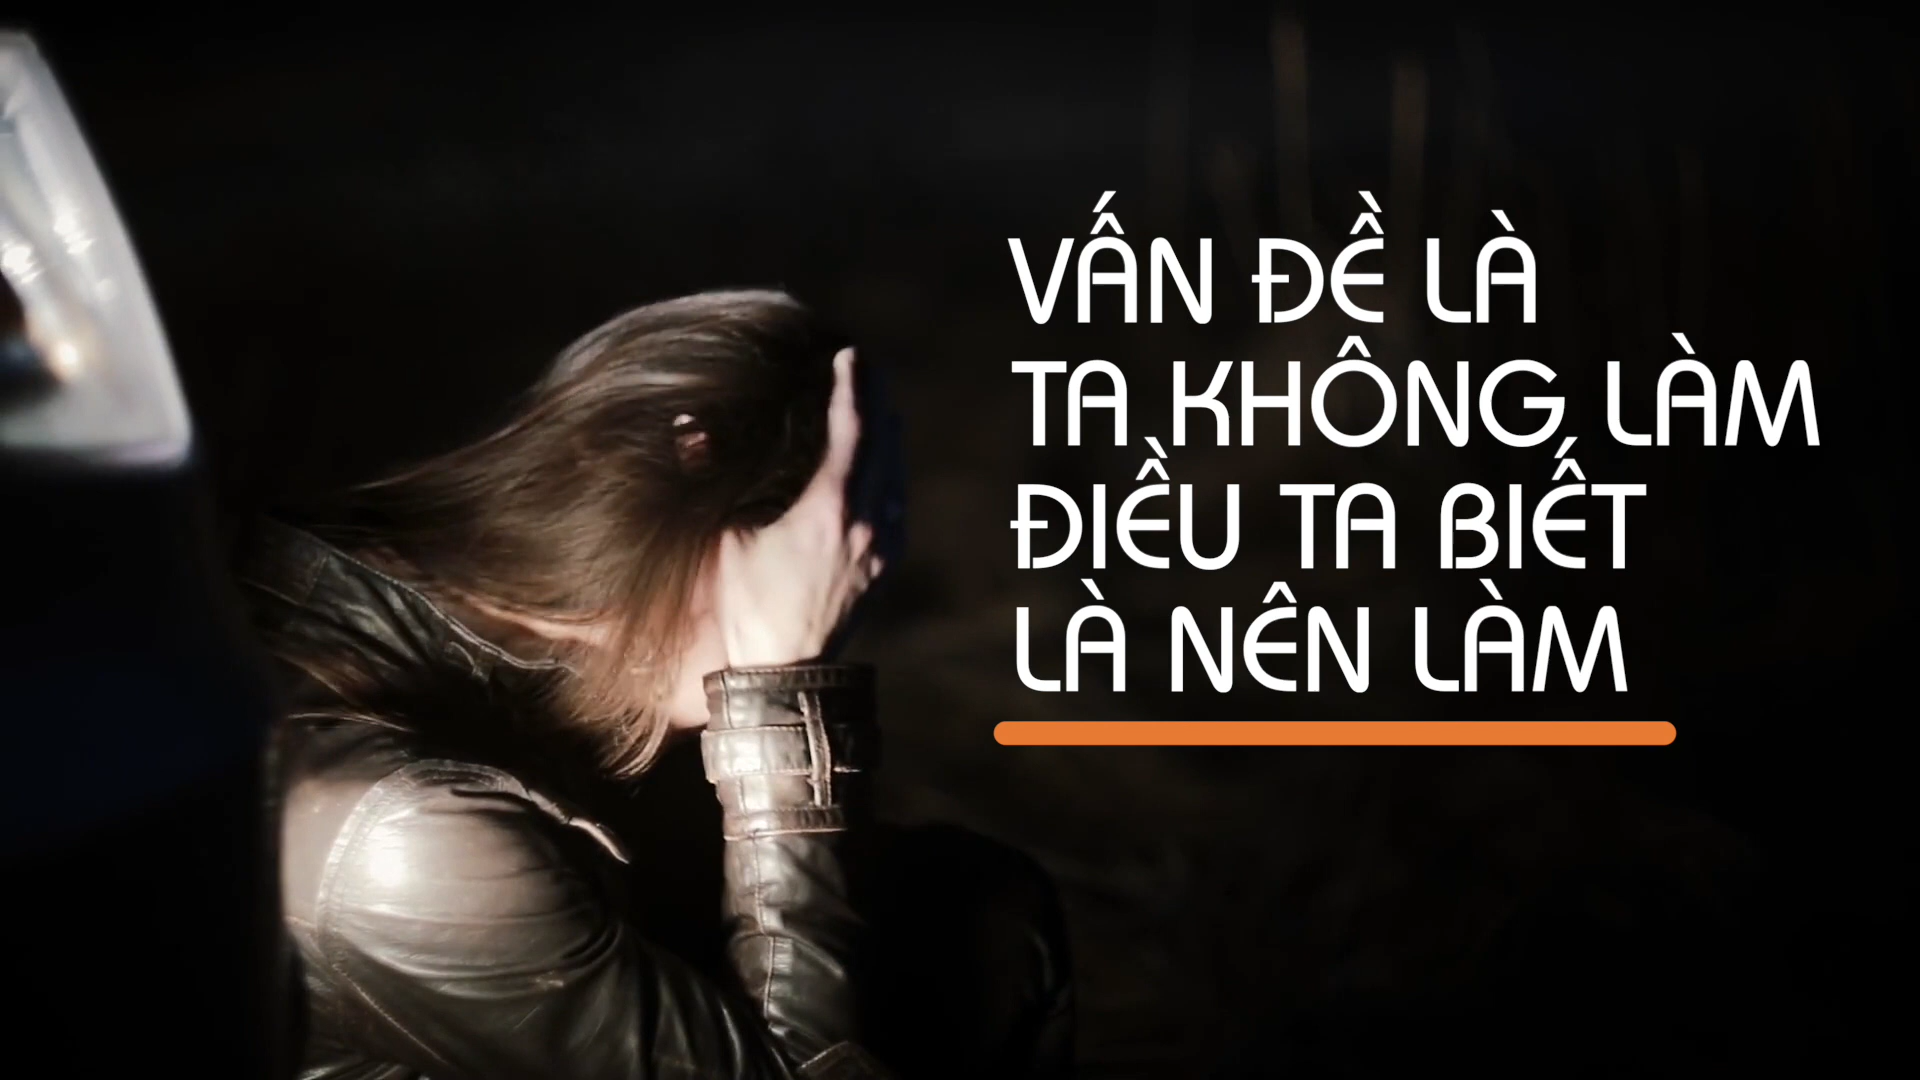 VẤN ĐỀ LÀ
TA KHÔNG LÀM
ĐIỀU TA BIẾT
LÀ NÊN LÀM